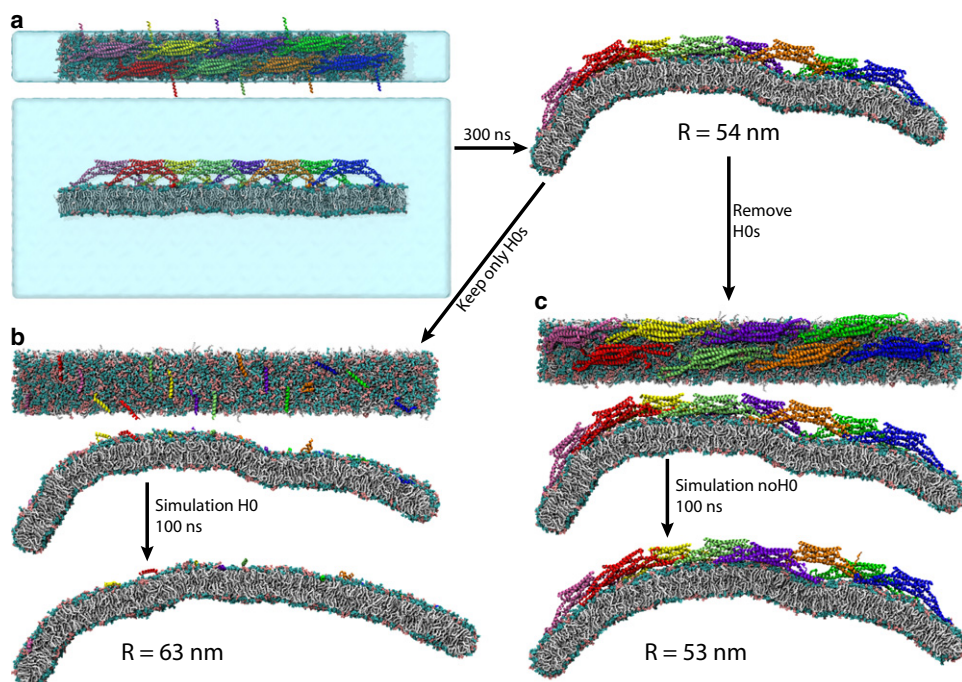 a
300 ns
R = 54 nm
Keep only H0s
Remove
H0s
b
c
Simulation H0
100 ns
Simulation noH0
100 ns
R = 63 nm
R = 53 nm